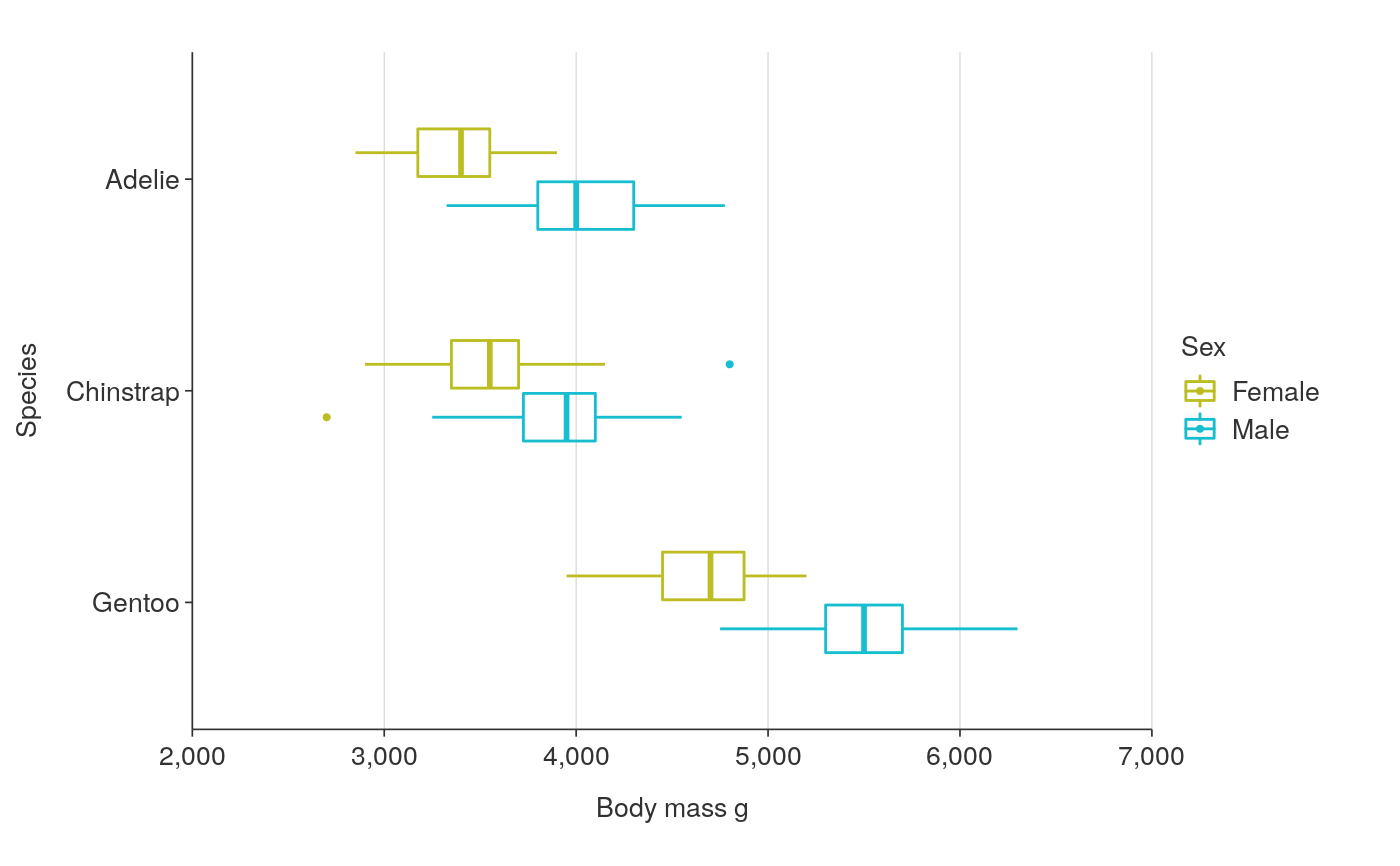 Adelie
Chinstrap
Gentoo
Species
2,000 3,000 4,000 5,000 6,000 7,000
Body mass g
Sex
Female
Male